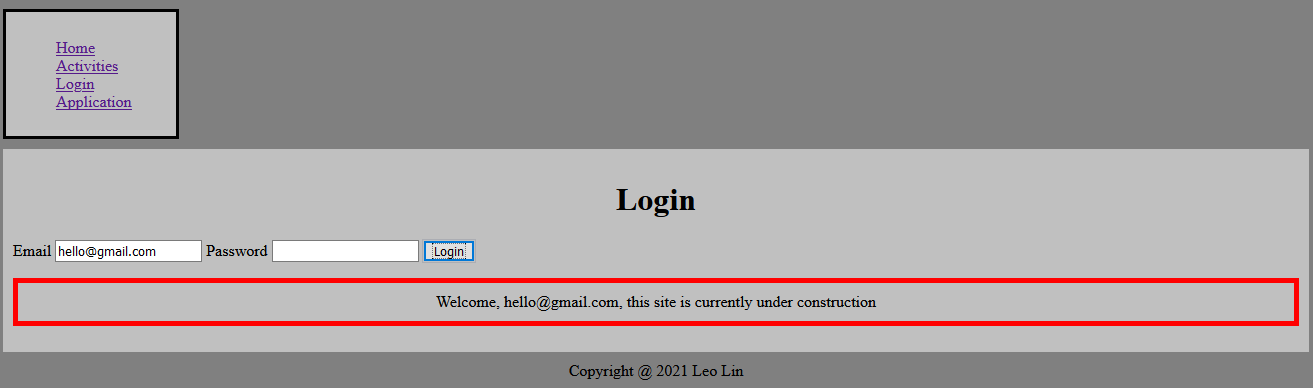 Home
Activities
Login
Application
Login
Email hello@gmail.com Password Login
Welcome, hello@gmail.com, this site is currently under construction
Copyright @ 2021 Leo Lin